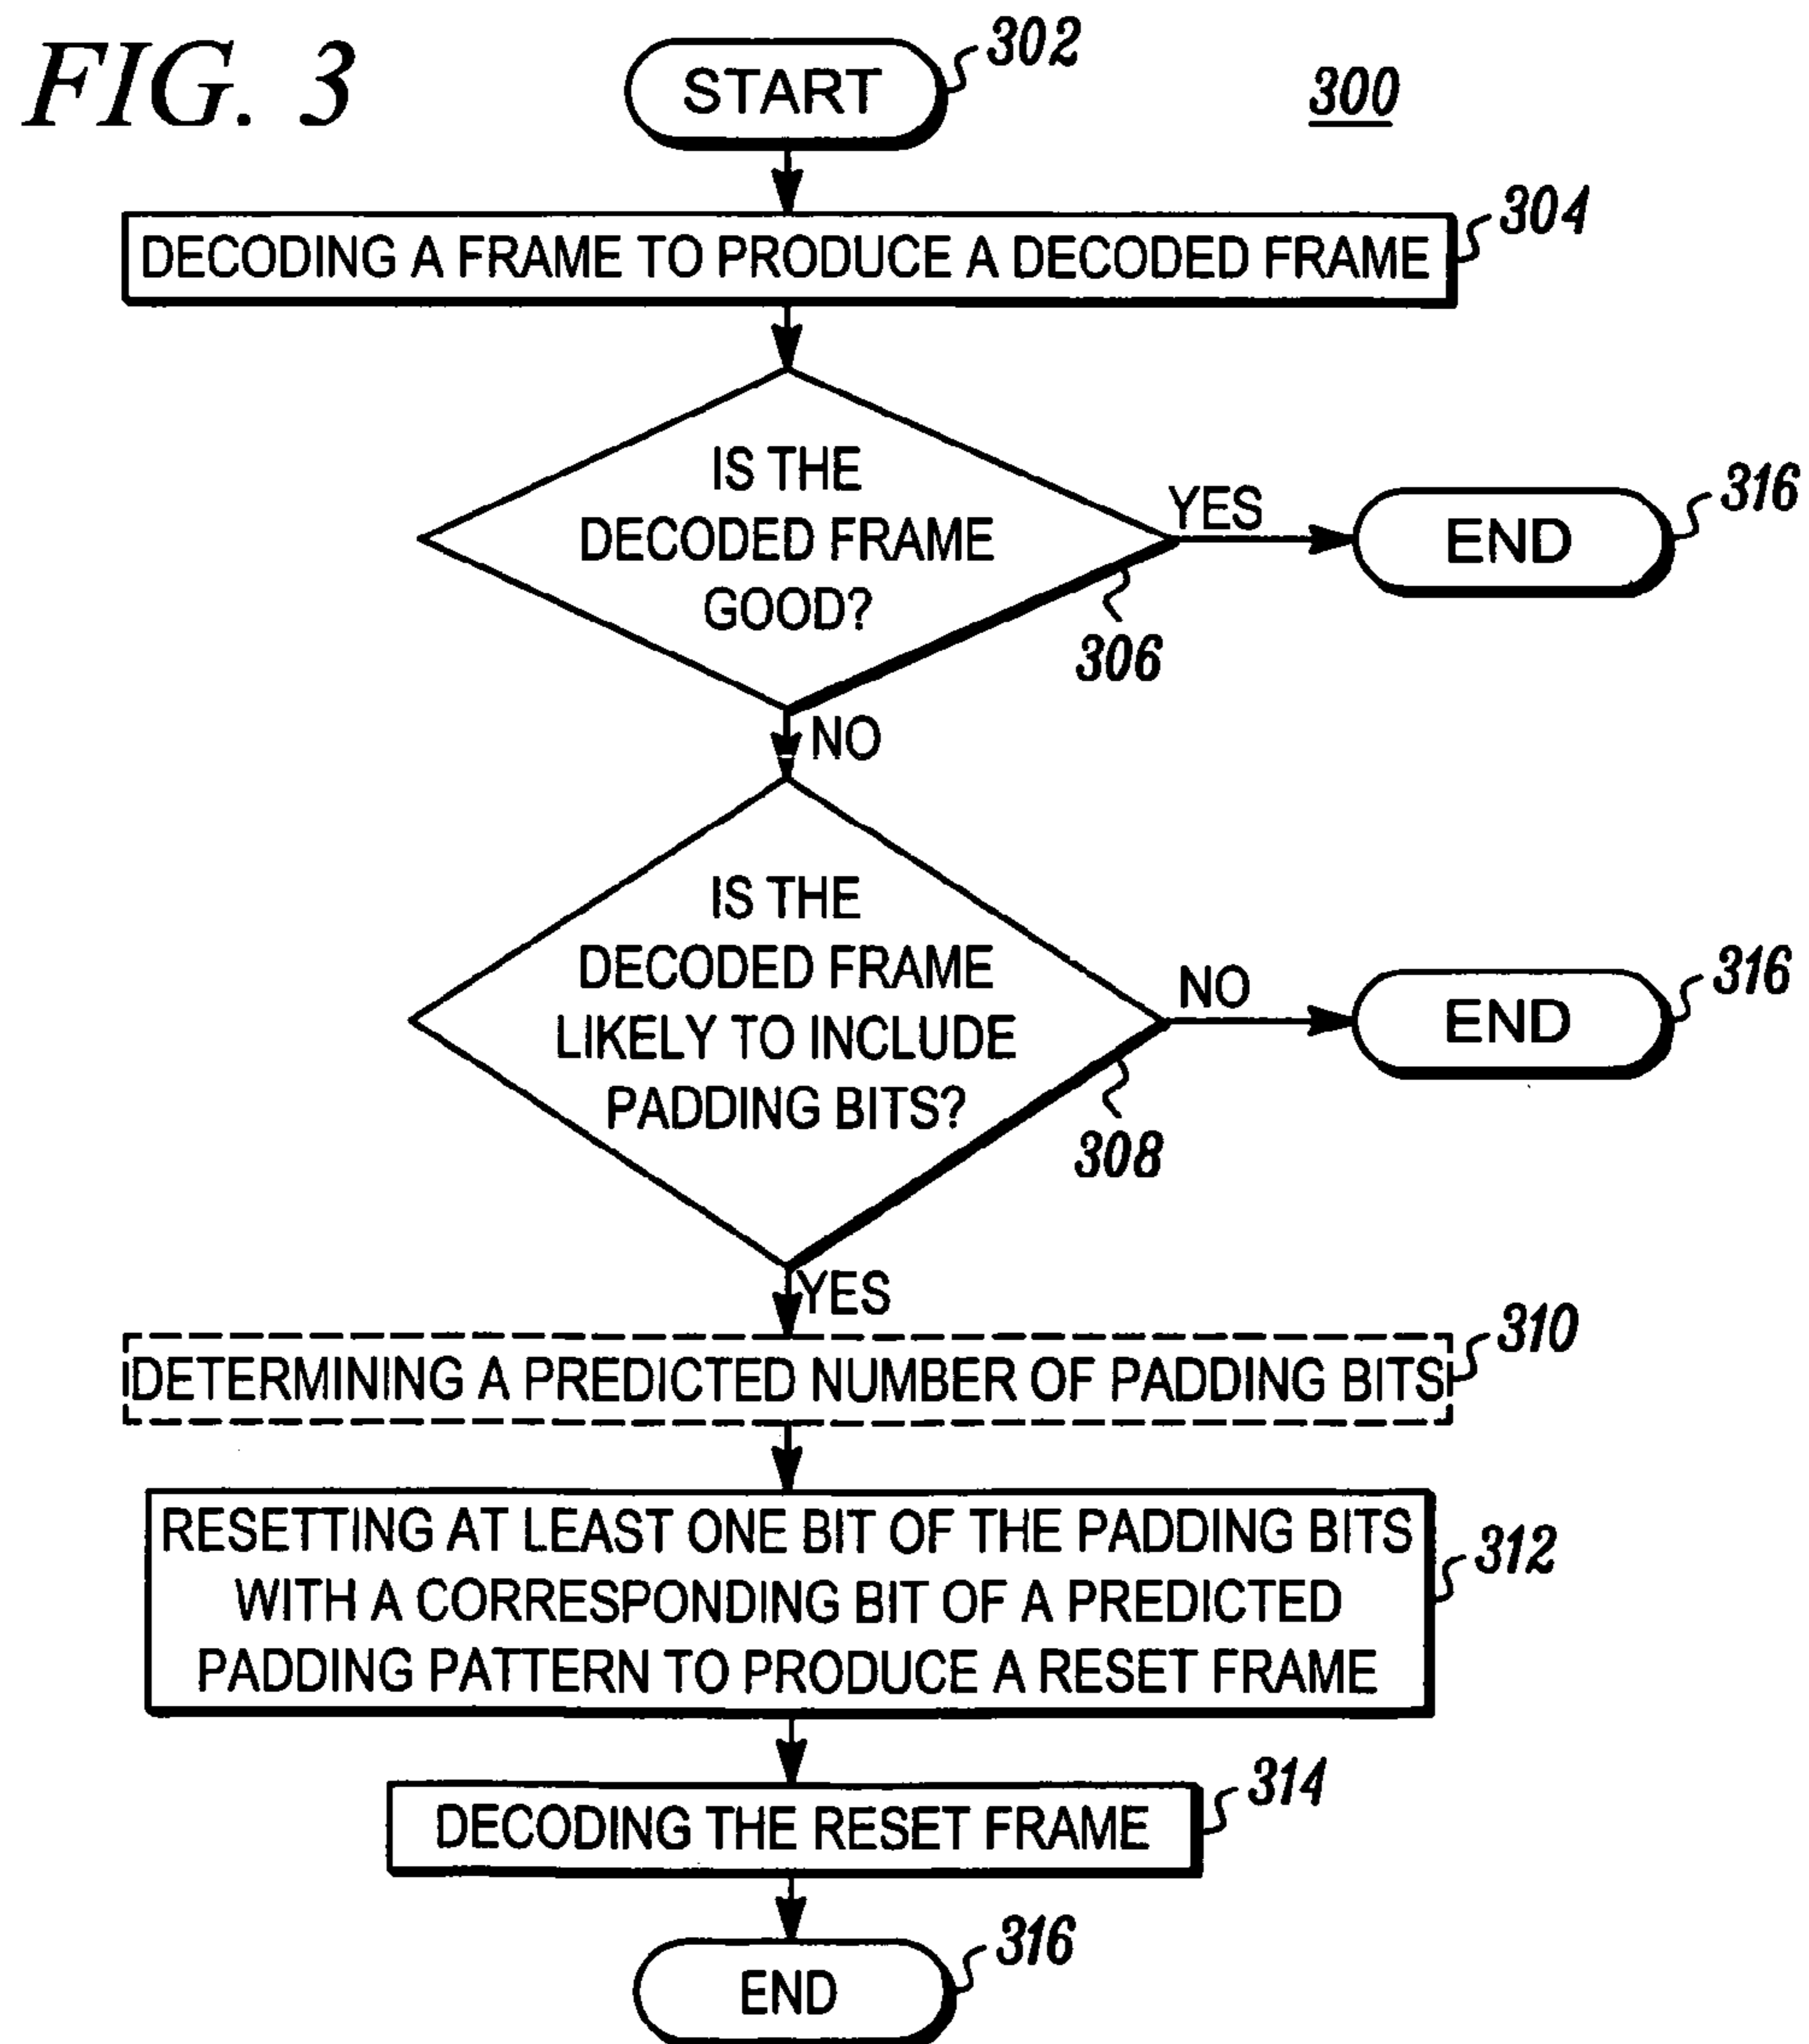 FIG. 3
START
302
300
DECODING A FRAME TO PRODUCE A DECODED FRAME
304
IS THE
DECODED FRAME
GOOD?
YES
END
316
306
NO
IS THE
DECODED FRAME
LIKELY TO INCLUDE
PADDING BITS?
NO
END
316
308
YES
DETERMINING A PREDICTED NUMBER OF PADDING BITS
310
RESETTING AT LEAST ONE BIT OF THE PADDING BITS
WITH A CORRESPONDING BIT OF A PREDICTED
PADDING PATTERN TO PRODUCE A RESET FRAME
312
DECODING THE RESET FRAME
314
END
316